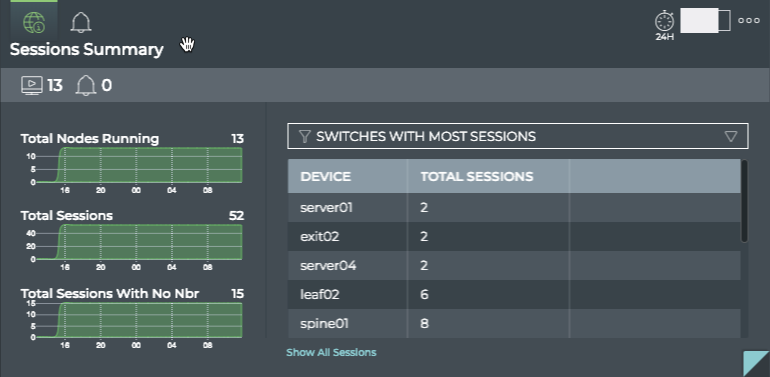 24H
Sessions Summary
13 0
Total Nodes Running 13
10
5
0
16 20 00 04 08
Total Sessions 52
40
20
0
16 20 00 04 08
Total Sessions With No Nbr 15
15
10
5
0
16 20 00 04 08
SWITCHES WITH MOST SESSIONS
DEVICE TOTAL SESSIONS
server01 2
exit02 2
server04 2
leaf02 6
spine01 8
Show All Sessions